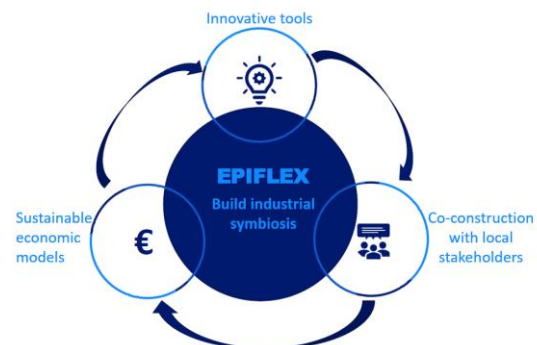 Innovative tools
EPIFLEX
Build industrial
symbiosis
Sustainable
economic
models
€
Co-construction
with local
stakeholders